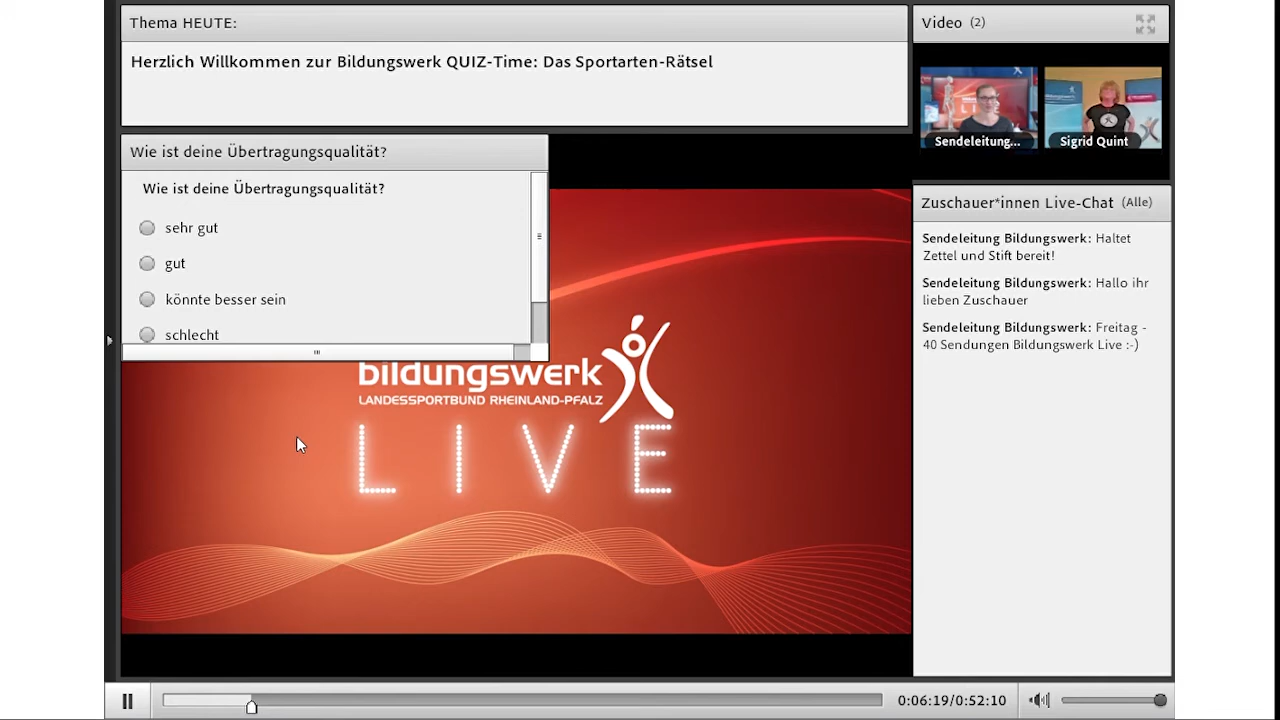 Thema HEUTE:
Herzlich Willkommen zur Bildungswerk QUIZ-Time: Das Sportarten-Rätsel
Wie ist deine Übertragungsqualität?
Wie ist deine Übertragungsqualität?
sehr gut
gut
könnte besser sein
schlecht
bildungswerk
LANDESSPORTBUND RHEINLAND-PFALZ
LIVE
Video (2)
Sendeleitung...
Sigrid Quint
Zuschauer*innen Live-Chat (Alle)
Sendeleitung Bildungswerk: Haltet
Zettel und Stift bereit!
Sendeleitung Bildungswerk: Hallo ihr
lieben Zuschauer
Sendeleitung Bildungswerk: Freitag -
40 Sendungen Bildungswerk Live :-)
0:06:19/0:52:10